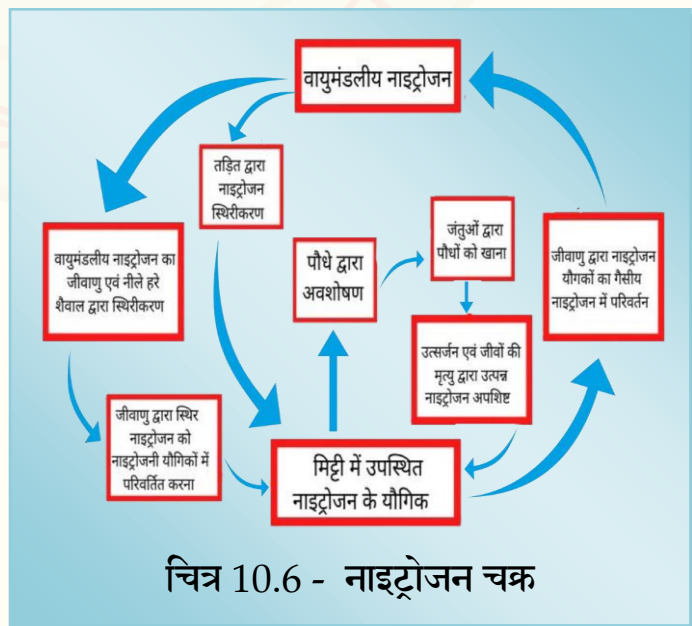 वायुमंडलीय नाइट्रोजन
तड़ित द्वारा
नाइट्रोजन
स्थिरीकरण
वायुमंडलीय नाइट्रोजन का
जीवाणु एवं नीले हरे
शैवाल द्वारा स्थिरीकरण
जीवाणु द्वारा स्थिर
नाइट्रोजन को
नाइट्रोजनी यौगिकों में
परिवर्तित करना
मिट्टी में उपस्थित
नाइट्रोजन के यौगिक
पौधे द्वारा
अवशोषण
जंतुओं द्वारा
पौधों को खाना
उत्सर्जन एवं जीवों की
मृत्यु द्वारा उत्पन्न
नाइट्रोजन अपशिष्ट
जीवाणु द्वारा नाइट्रोजन
यौगकों का गैसीय
नाइट्रोजन में परिवर्तन
चित्र 10.6 - नाइट्रोजन चक्र